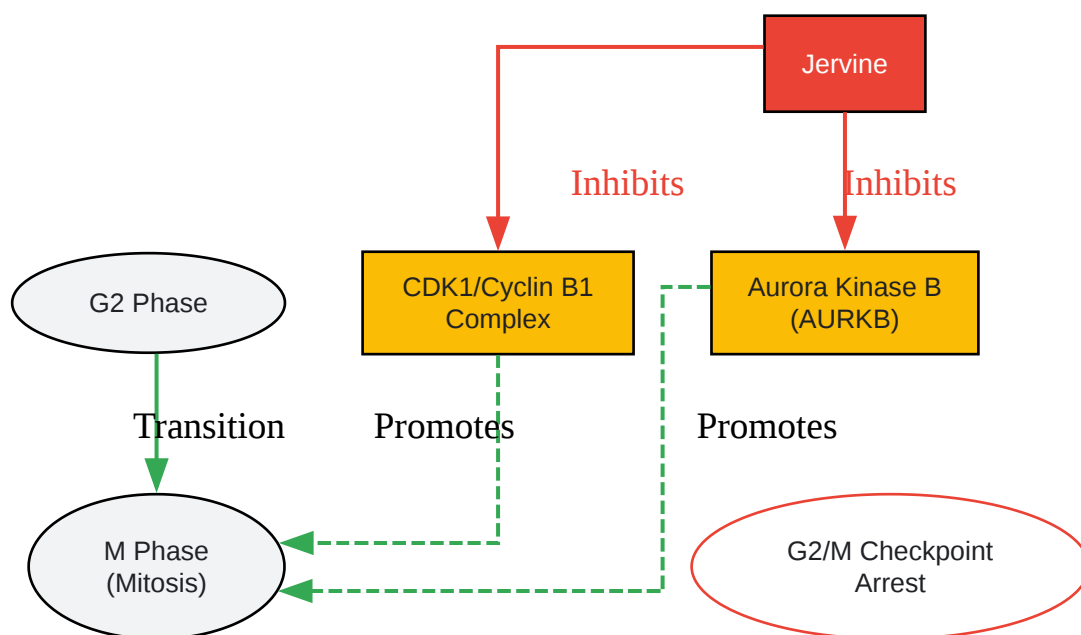 Jervine
Inhibits
Inhibits
G2 Phase
CDK1/Cyclin B1
Complex
Aurora Kinase B
(AURKB)
Transition
Promotes
Promotes
M Phase
(Mitosis)
G2/M Checkpoint
Arrest